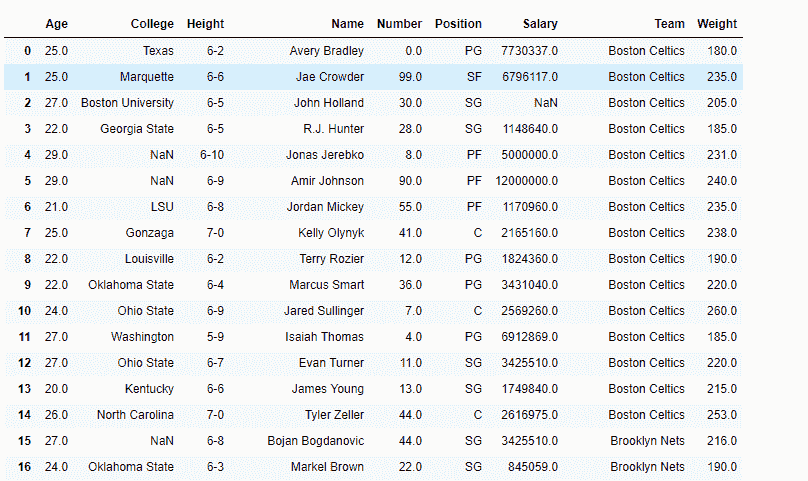 Age College Height Name Number Position Salary Team Weight
0 25.0 Texas 6-2 Avery Bradley 0.0 PG 7730337.0 Boston Celtics 180.0
1 25.0 Marquette 6-6 Jae Crowder 99.0 SF 6796117.0 Boston Celtics 235.0
2 27.0 Boston University 6-5 John Holland 30.0 SG NaN Boston Celtics 205.0
3 22.0 Georgia State 6-5 R.J. Hunter 28.0 SG 1148640.0 Boston Celtics 185.0
4 29.0 NaN 6-10 Jonas Jerebko 8.0 PF 5000000.0 Boston Celtics 231.0
5 29.0 NaN 6-9 Amir Johnson 90.0 PF 12000000.0 Boston Celtics 240.0
6 21.0 LSU 6-8 Jordan Mickey 55.0 PF 1170960.0 Boston Celtics 235.0
7 25.0 Gonzaga 7-0 Kelly Olynyk 41.0 C 2165160.0 Boston Celtics 238.0
8 22.0 Louisville 6-2 Terry Rozier 12.0 PG 1824360.0 Boston Celtics 190.0
9 22.0 Oklahoma State 6-4 Marcus Smart 36.0 PG 3431040.0 Boston Celtics 220.0
10 24.0 Ohio State 6-9 Jared Sullinger 7.0 C 2569260.0 Boston Celtics 260.0
11 27.0 Washington 5-9 Isaiah Thomas 4.0 PG 6912869.0 Boston Celtics 185.0
12 27.0 Ohio State 6-7 Evan Turner 11.0 SG 3425510.0 Boston Celtics 220.0
13 20.0 Kentucky 6-6 James Young 13.0 SG 1749840.0 Boston Celtics 215.0
14 26.0 North Carolina 7-0 Tyler Zeller 44.0 C 2616975.0 Boston Celtics 253.0
15 27.0 NaN 6-8 Bojan Bogdanovic 44.0 SG 3425510.0 Brooklyn Nets 216.0
16 24.0 Oklahoma State 6-3 Markel Brown 22.0 SG 845059.0 Brooklyn Nets 190.0